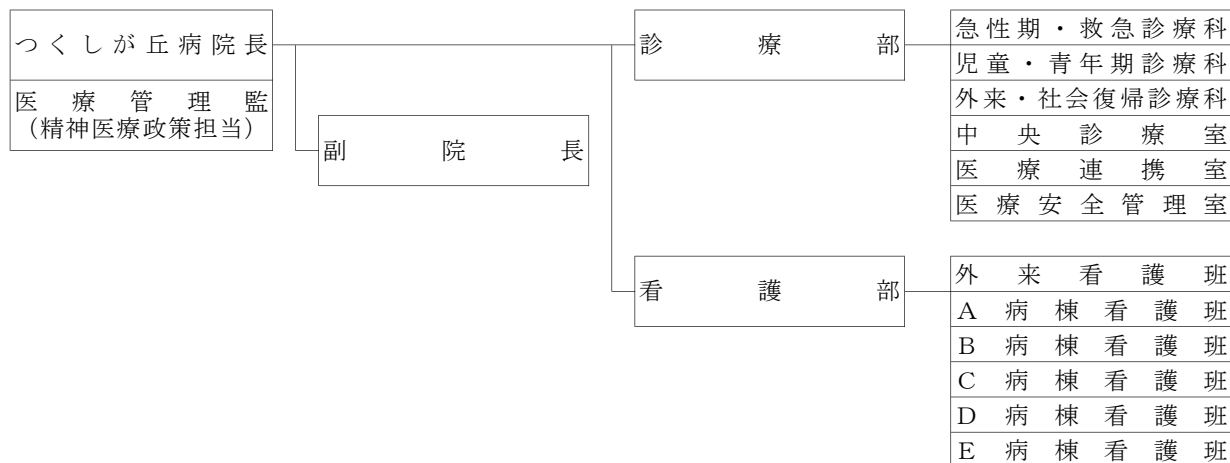 つくしが丘病院長
医療管理監
（精神医療政策担当）
副院長
診療部
急性期・救急診療科
児童・青年期診療科
外来・社会復帰診療科
中央診療室
医療連携室
医療安全管理室
看護部
外来看護班
A病棟看護班
B病棟看護班
C病棟看護班
D病棟看護班
E病棟看護班